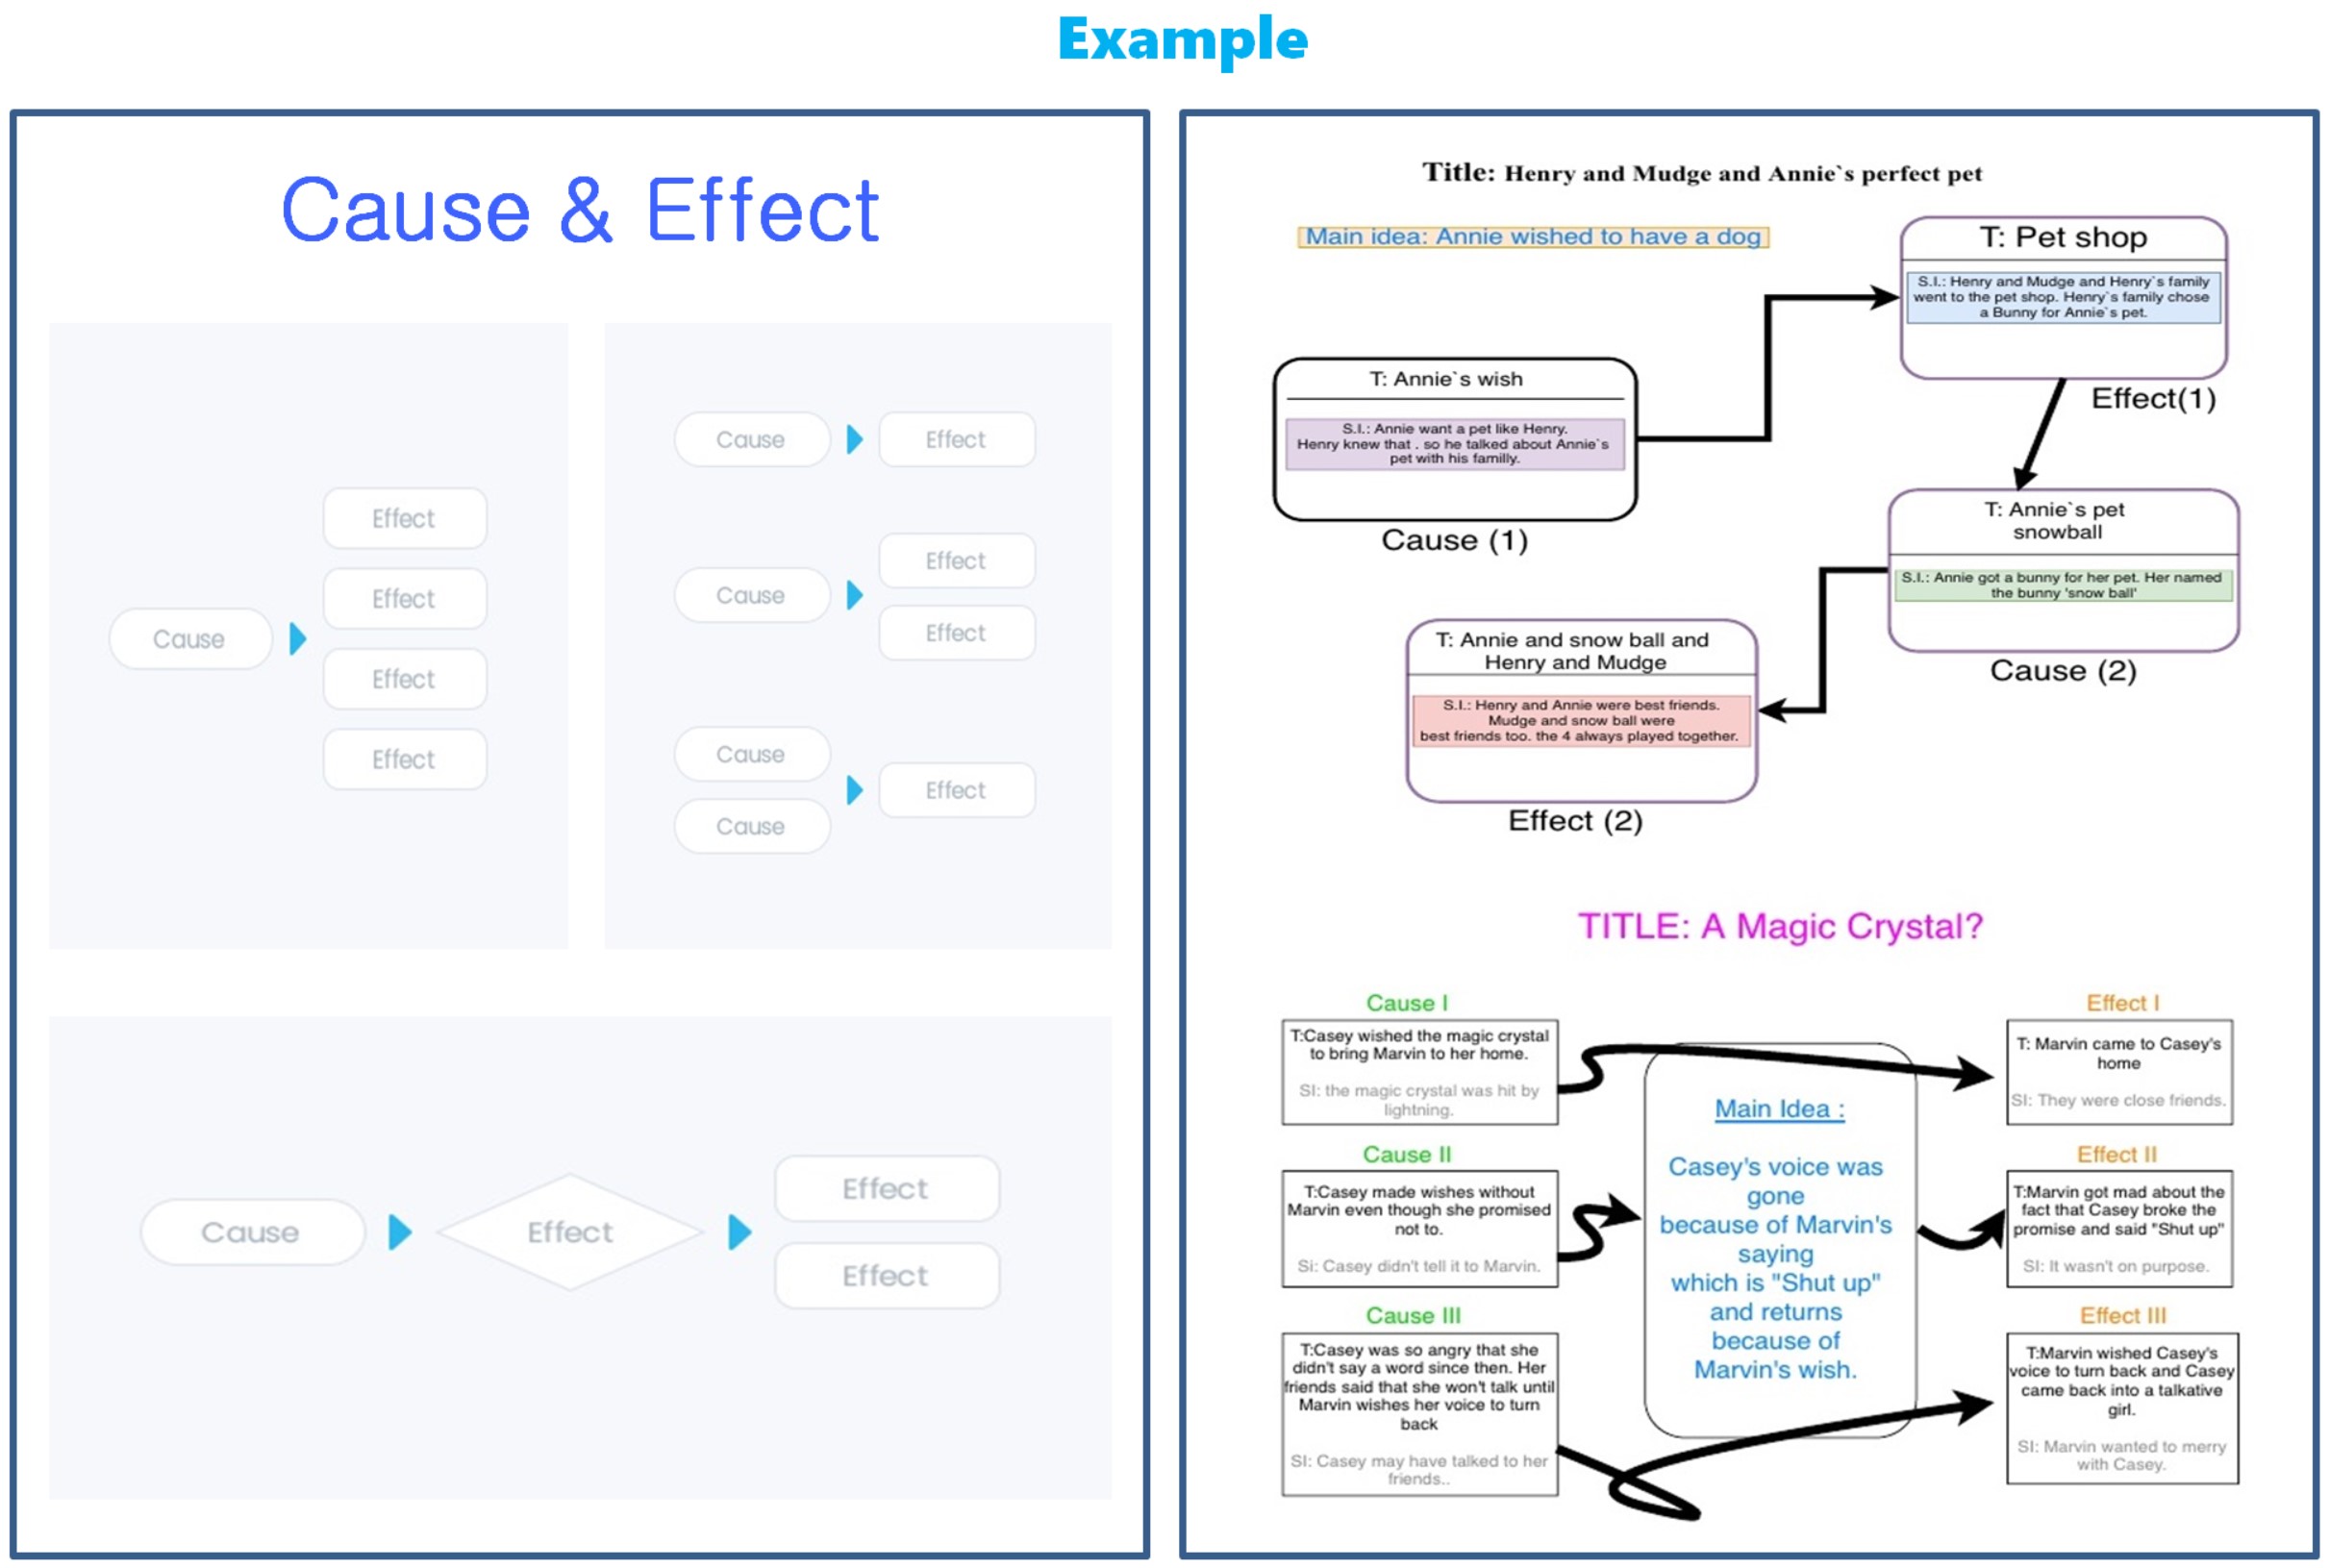 Example
Cause & Effect
Cause
Effect
Effect
Effect
Effect
Cause
Effect
Cause
Effect
Effect
Cause
Cause
Effect
Cause
Effect
Effect
Effect
Title: Henry and Mudge and Annie`s perfect pet
Main idea: Annie wished to have a dog
T: Pet shop
S.I.: Henry and Mudge and Henry`s family
went to the pet shop. Henry`s family chose
a Bunny for Annie`s pet.
Effect(1)
T: Annie`s wish
S.I.: Annie want a pet like Henry.
Henry knew that . so he talked about Annie`s
pet with his familly.
Cause (1)
T: Annie`s pet
snowball
S.I.: Annie got a bunny for her pet. Her named
the bunny 'snow ball'
Cause (2)
T: Annie and snow ball and
Henry and Mudge
S.I.: Henry and Annie were best friends.
Mudge and snow ball were
best friends too. the 4 always played together.
Effect (2)
TITLE: A Magic Crystal?
Cause I
T:Casey wished the magic crystal
to bring Marvin to her home.
SI: the magic crystal was hit by
lightning.
Cause II
T:Casey made wishes without
Marvin even though she promised
not to.
Si: Casey didn't tell it to Marvin.
Cause III
T:Casey was so angry that she
didn't say a word since then. Her
friends said that she won't talk until
Marvin wishes her voice to turn
back
SI: Casey may have talked to her
friends..
Main Idea :
Casey's voice was
gone
because of Marvin's
saying
which is "Shut up"
and returns
because of
Marvin's wish.
Effect I
T: Marvin came to Casey's
home
SI: They were close friends.
Effect II
T:Marvin got mad about the
fact that Casey broke the
promise and said "Shut up"
SI: It wasn't on purpose.
Effect III
T:Marvin wished Casey's
voice to turn back and Casey
came back into a talkative
girl.
SI: Marvin wanted to merry
with Casey.